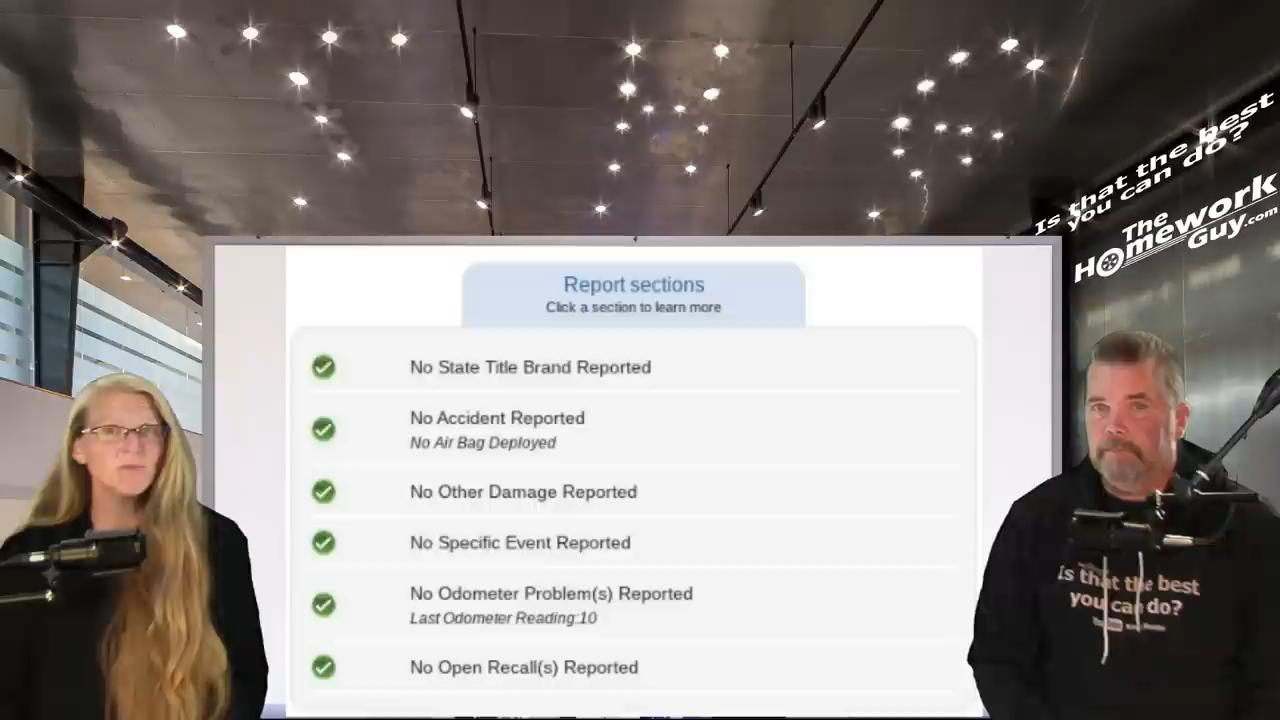 Is that the best
you can do?
The
Homework
Guy.com
Report sections
Click a section to learn more
No State Title Brand Reported
No Accident Reported
No Air Bag Deployed
No Other Damage Reported
No Specific Event Reported
No Odometer Problem(s) Reported
Last Odometer Reading:10
No Open Recall(s) Reported
Is that the best
you can do?